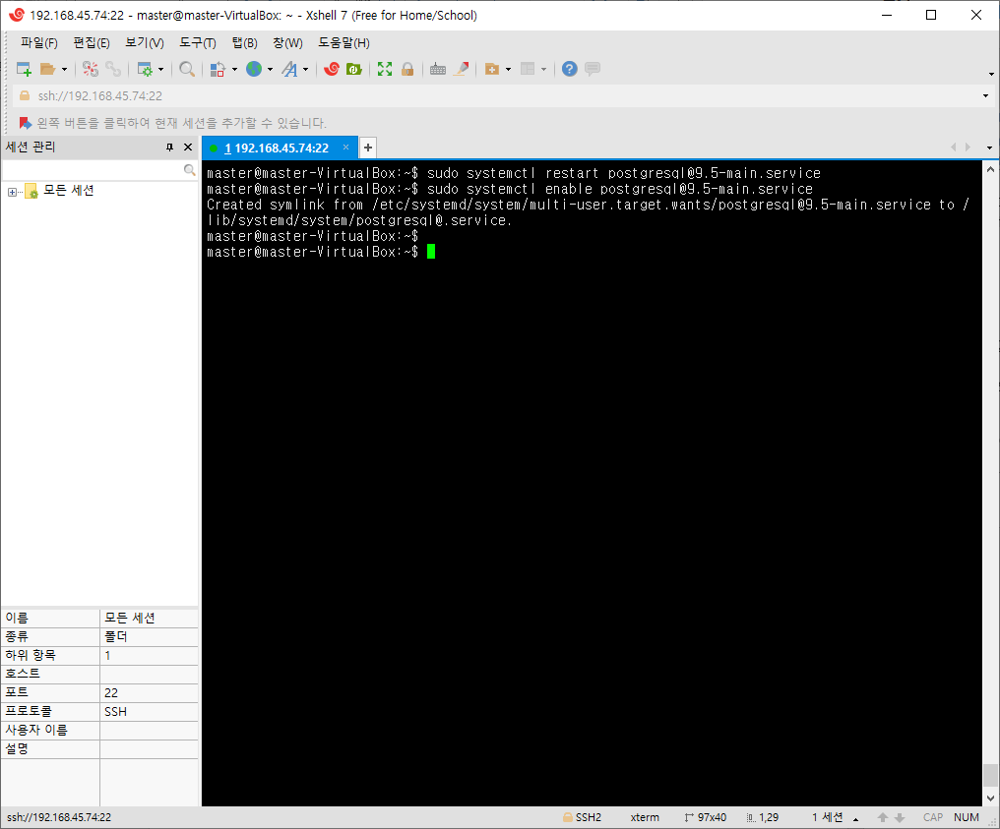 192.168.45.74:22 - master@master-VirtualBox: ~ - Xshell 7 (Free for Home/School)
파일(F) 편집(E) 보기(V) 도구(T) 탭(B) 창(W) 도움말(H)
ssh://192.168.45.74:22
왼쪽 버튼을 클릭하여 현재 세션을 추가할 수 있습니다.
세션 관리
1 192.168.45.74:22
모든 세션
master@master-VirtualBox:~$ sudo systemctl restart postgresql@9.5-main.service
master@master-VirtualBox:~$ sudo systemctl enable postgresql@9.5-main.service
Created symlink from /etc/systemd/system/multi-user.target.wants/postgresql@9.5-main.service to /
lib/systemd/system/postgresql@.service.
master@master-VirtualBox:~$
master@master-VirtualBox:~$
이름 모든 세션
종류 폴더
하위 항목 1
호스트
포트 22
프로토콜 SSH
사용자 이름
설명
ssh://192.168.45.74:22 SSH2 xterm 97x40 1,29 1 세션 CAP NUM